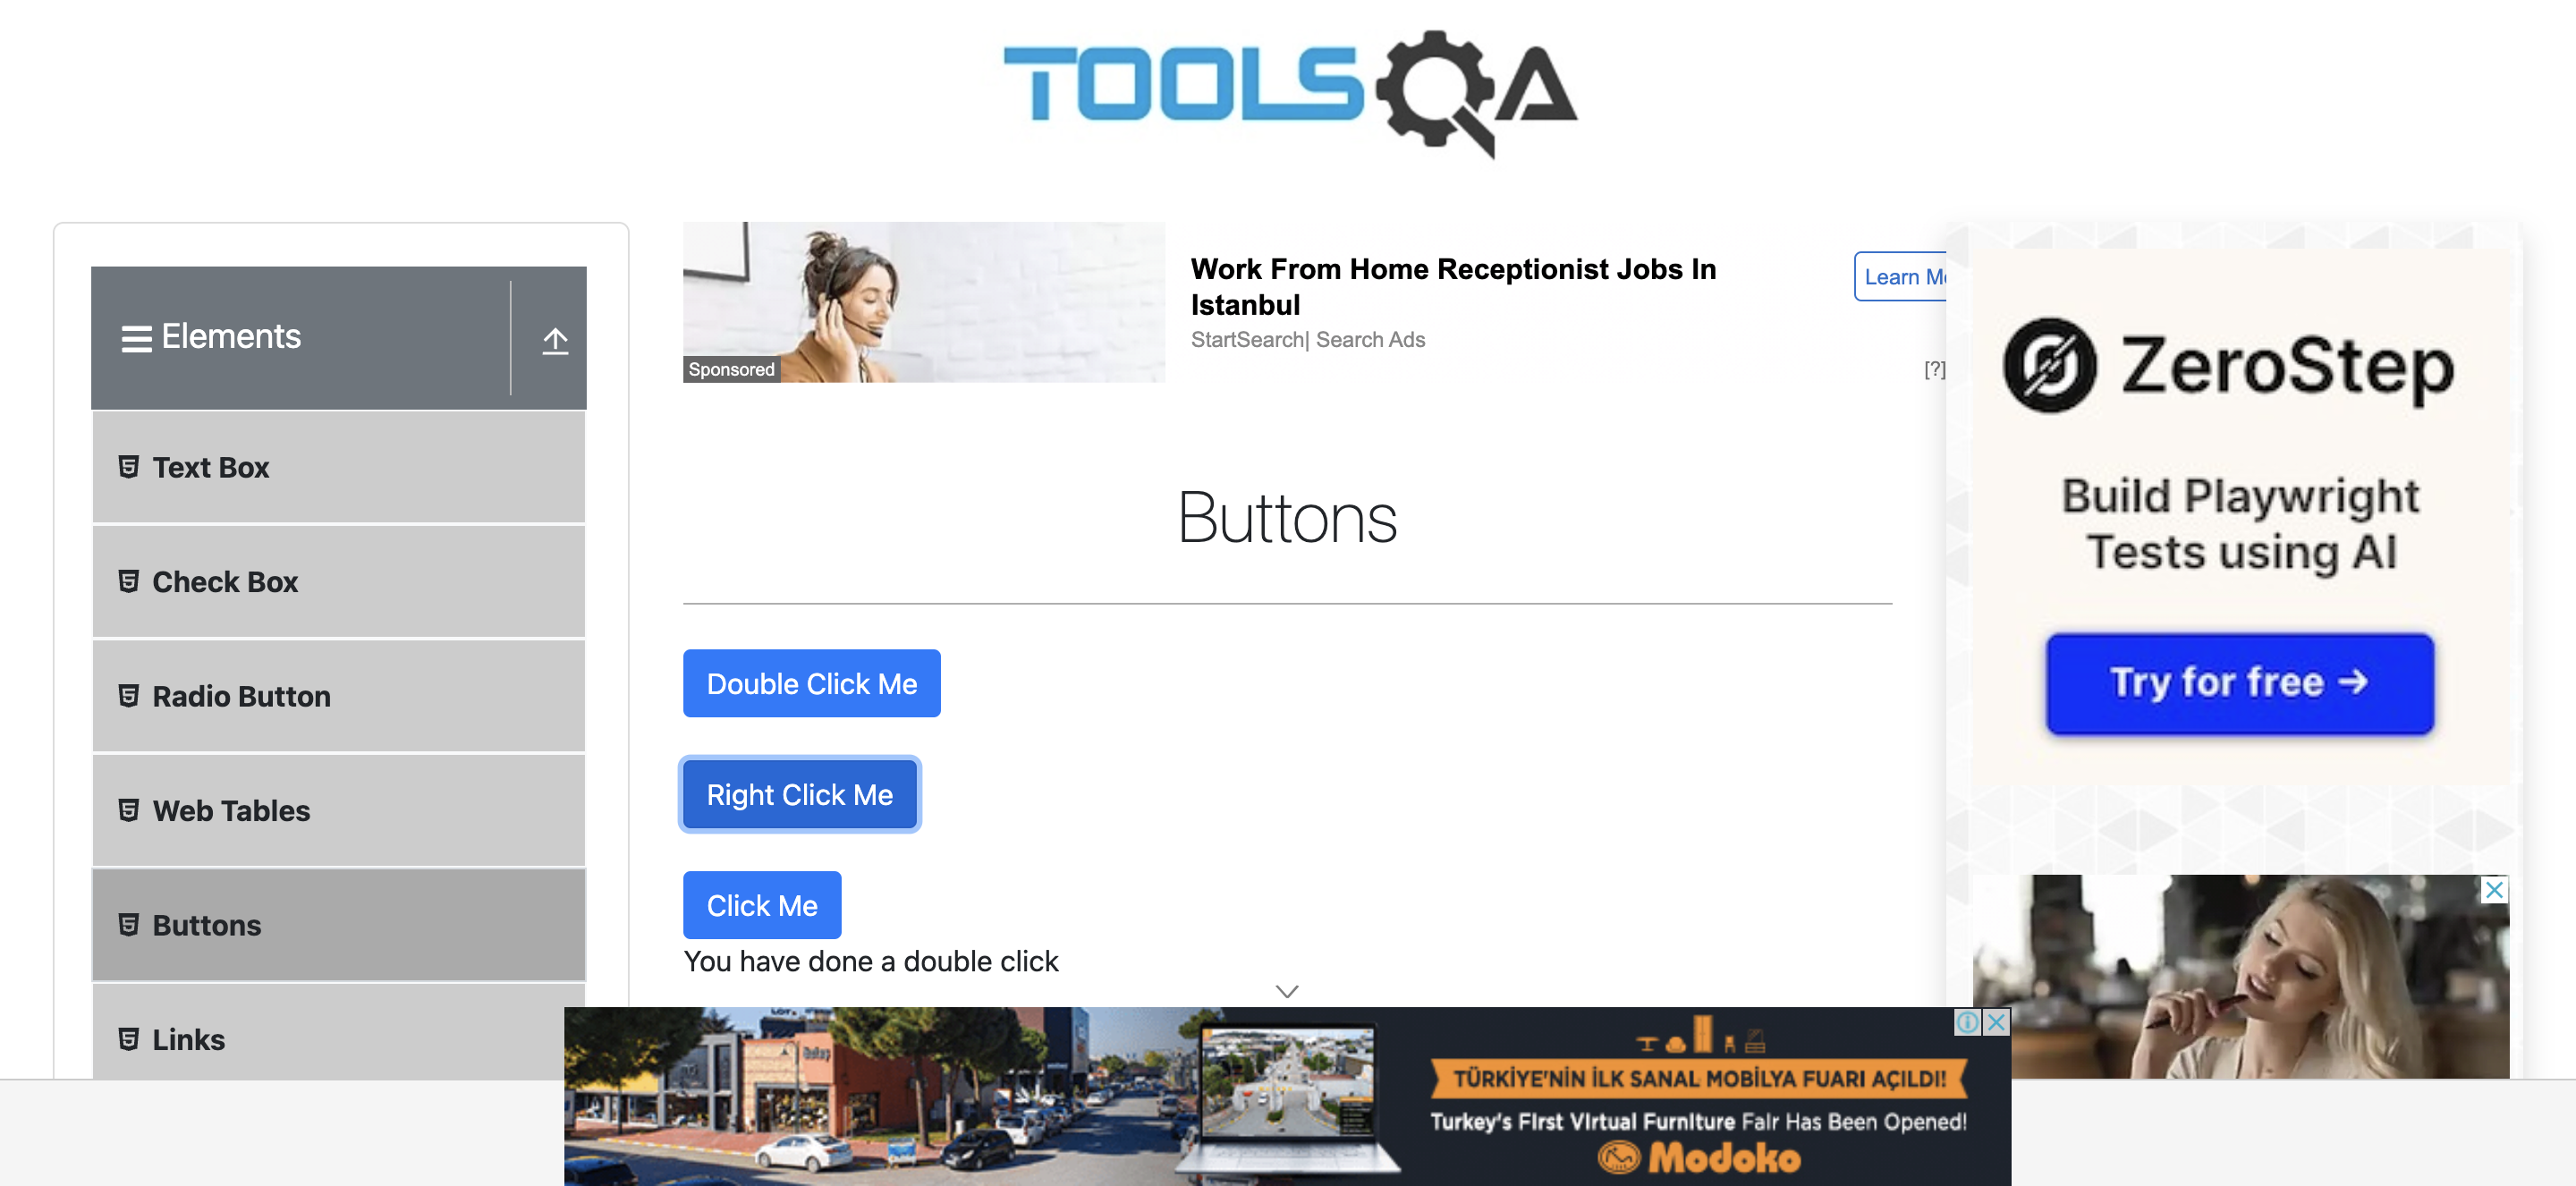 TOOLSQA
Elements
Text Box
Check Box
Radio Button
Web Tables
Buttons
Links
Sponsored
Work From Home Receptionist Jobs In
Istanbul
StartSearch| Search Ads
Learn Mo
[?]
Buttons
Double Click Me
Right Click Me
Click Me
You have done a double click
ZeroStep
Build Playwright
Tests using AI
Try for free →
TÜRKİYE'NİN İLK SANAL MOBİLYA FUARI AÇILDI!
Turkey's First Virtual Furniture Fair Has Been Opened!
Modoko